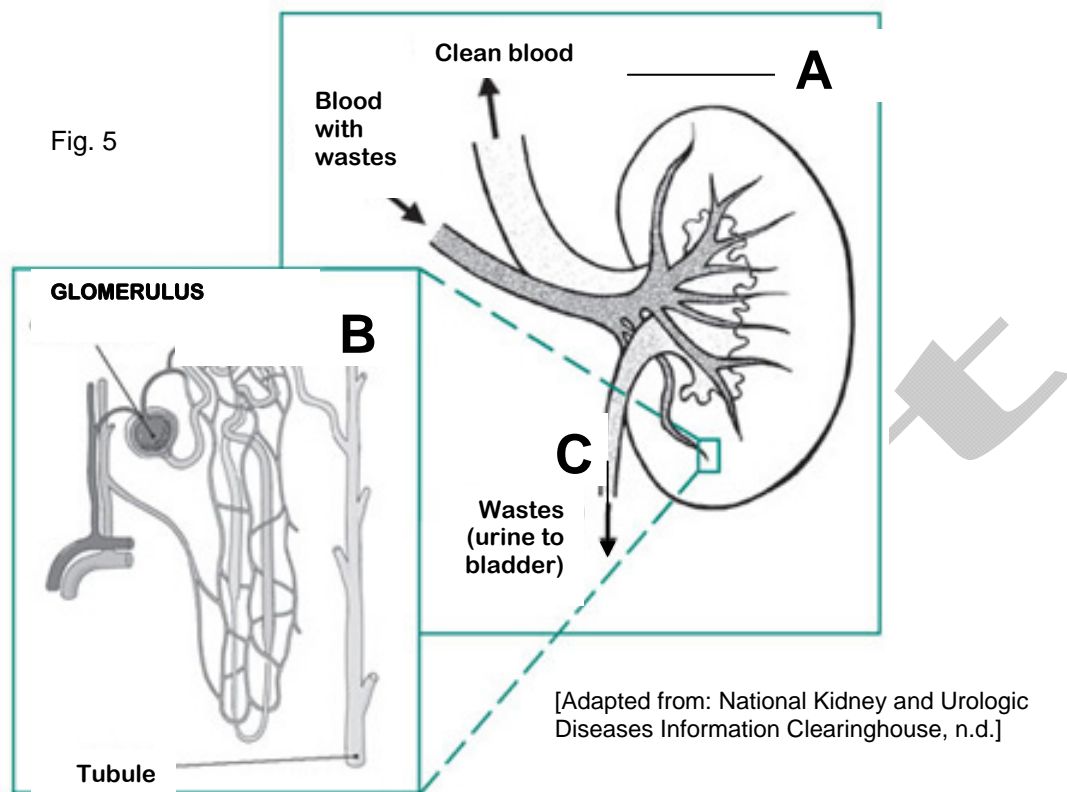 Clean blood
A
Blood
with
wastes
Fig. 5
GLOMERULUS
B
C
Wastes
(urine to
bladder)
[Adapted from: National Kidney and Urologic
Diseases Information Clearinghouse, n.d.]
Tubule